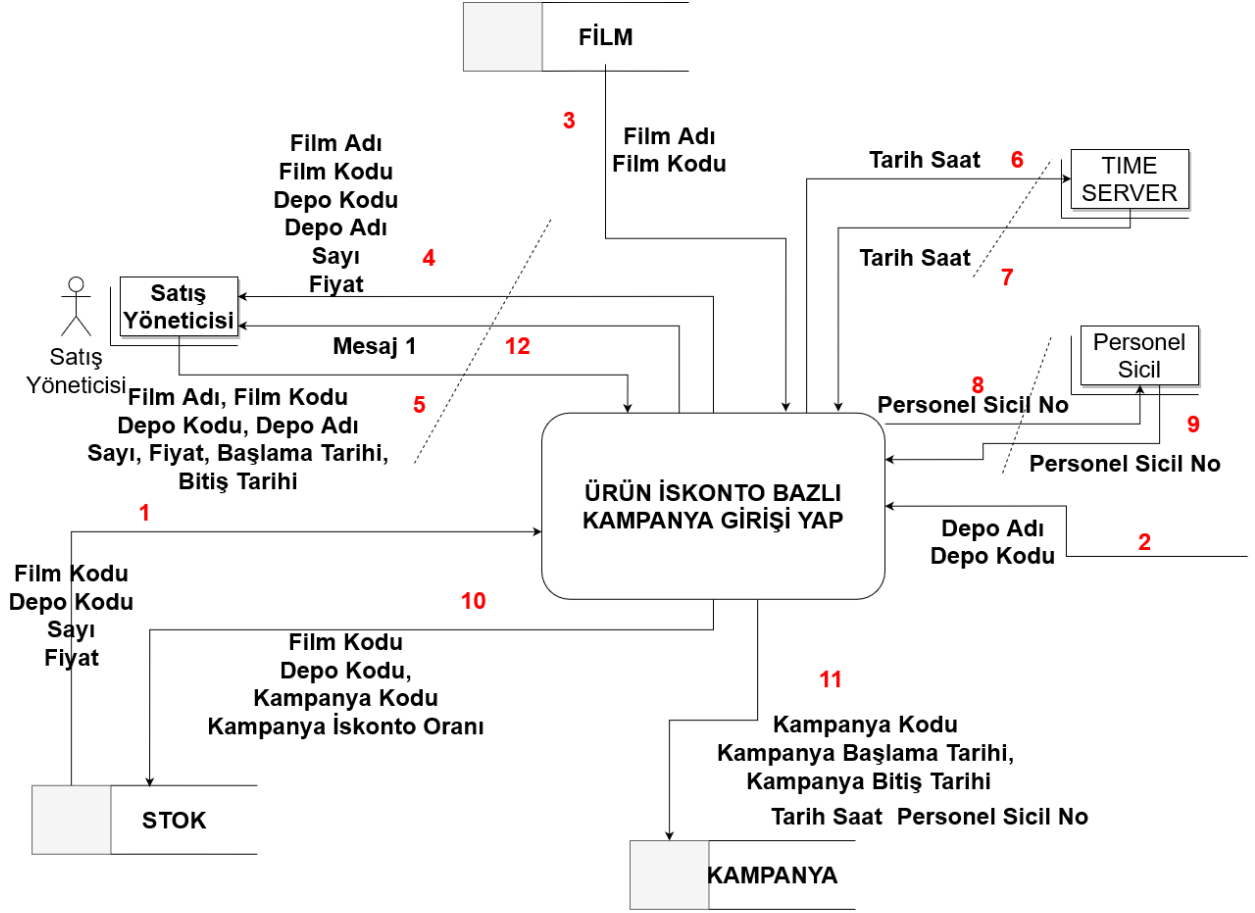 FİLM
3
Film Adı
Film Kodu
Film Adı
Film Kodu
Depo Kodu
Depo Adı
Sayı
Fiyat
4
Tarih Saat
6
TIME
SERVER
Tarih Saat
7
Satış
Yöneticisi
Satış
Yöneticisi
Mesaj 1
12
Film Adı, Film Kodu
Depo Kodu, Depo Adı
Sayı, Fiyat, Başlama Tarihi,
Bitiş Tarihi
5
Personel
Sicil
8
Personel Sicil No
9
Personel Sicil No
ÜRÜN İSKONTO BAZLI
KAMPANYA GİRİŞİ YAP
Depo Adı
Depo Kodu
2
1
Film Kodu
Depo Kodu
Sayı
Fiyat
10
Film Kodu
Depo Kodu,
Kampanya Kodu
Kampanya İskonto Oranı
11
Kampanya Kodu
Kampanya Başlama Tarihi,
Kampanya Bitiş Tarihi
Tarih Saat Personel Sicil No
STOK
KAMPANYA